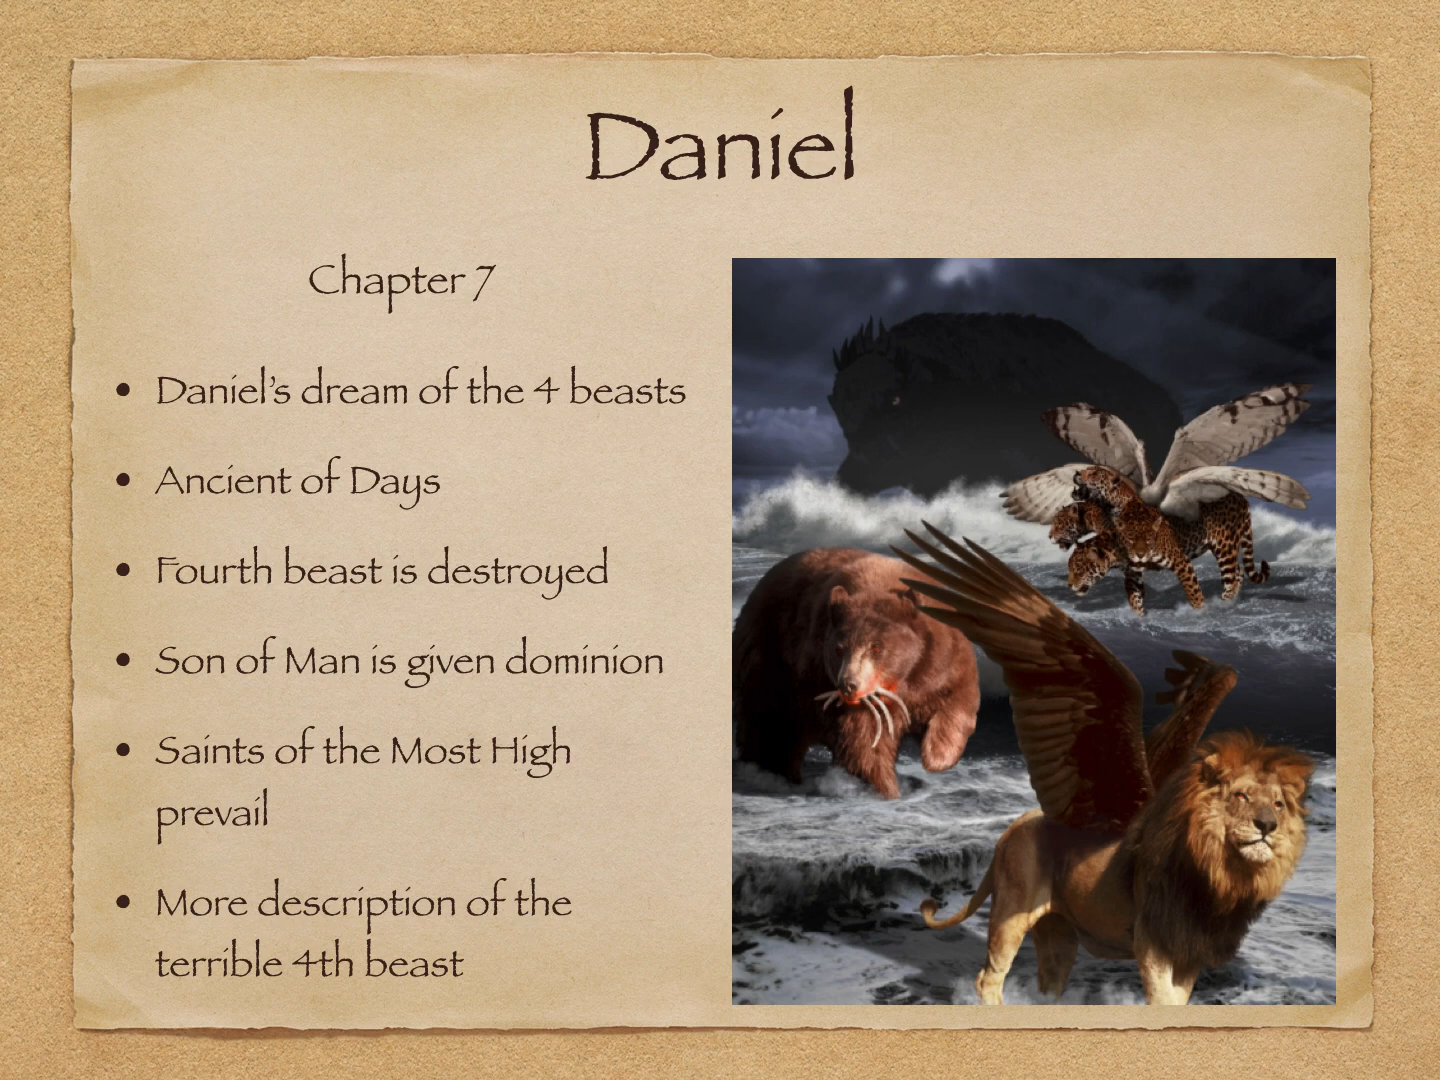 Daniel
Chapter 7
• Daniel’s dream of the 4 beasts
• Ancient of Days
• Fourth beast is destroyed
• Son of Man is given dominion
• Saints of the Most High
prevail
• More description of the
terrible 4th beast